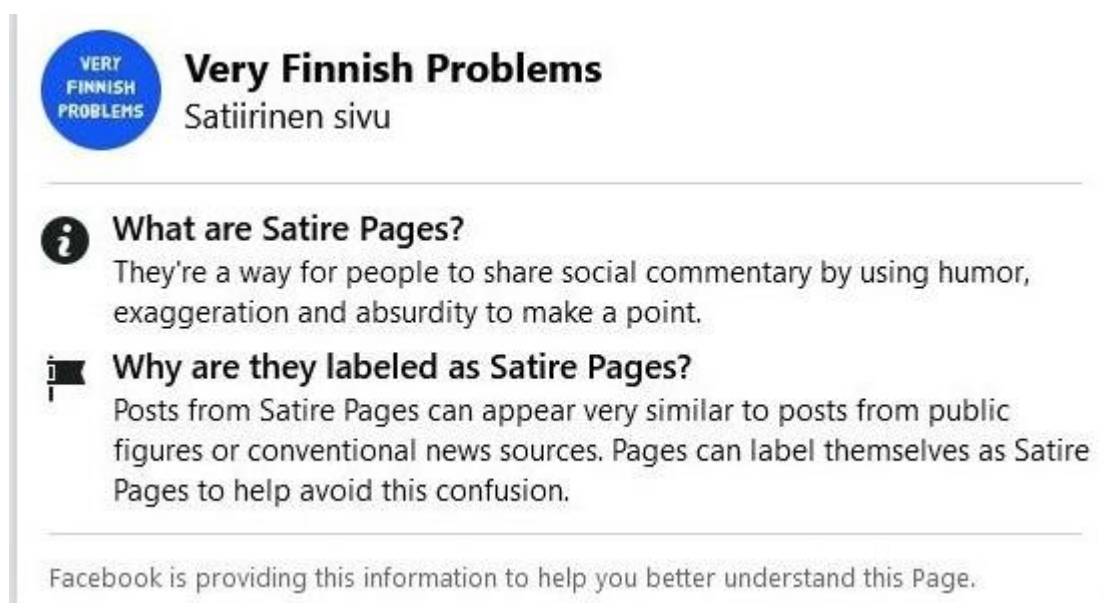 VERY
FINNISH
PROBLEMS
Very Finnish Problems
Satiirinen sivu
What are Satire Pages?
They're a way for people to share social commentary by using humor,
exaggeration and absurdity to make a point.
Why are they labeled as Satire Pages?
Posts from Satire Pages can appear very similar to posts from public
figures or conventional news sources. Pages can label themselves as Satire
Pages to help avoid this confusion.
Facebook is providing this information to help you better understand this Page.